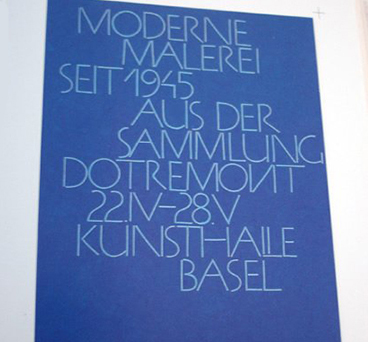 MODERNE
MALEREI
SEIT 1945
AUS DER
SAMMLUNG
DOTREMONT
22.IV-28.V
KUNSTHALLE
BASEL